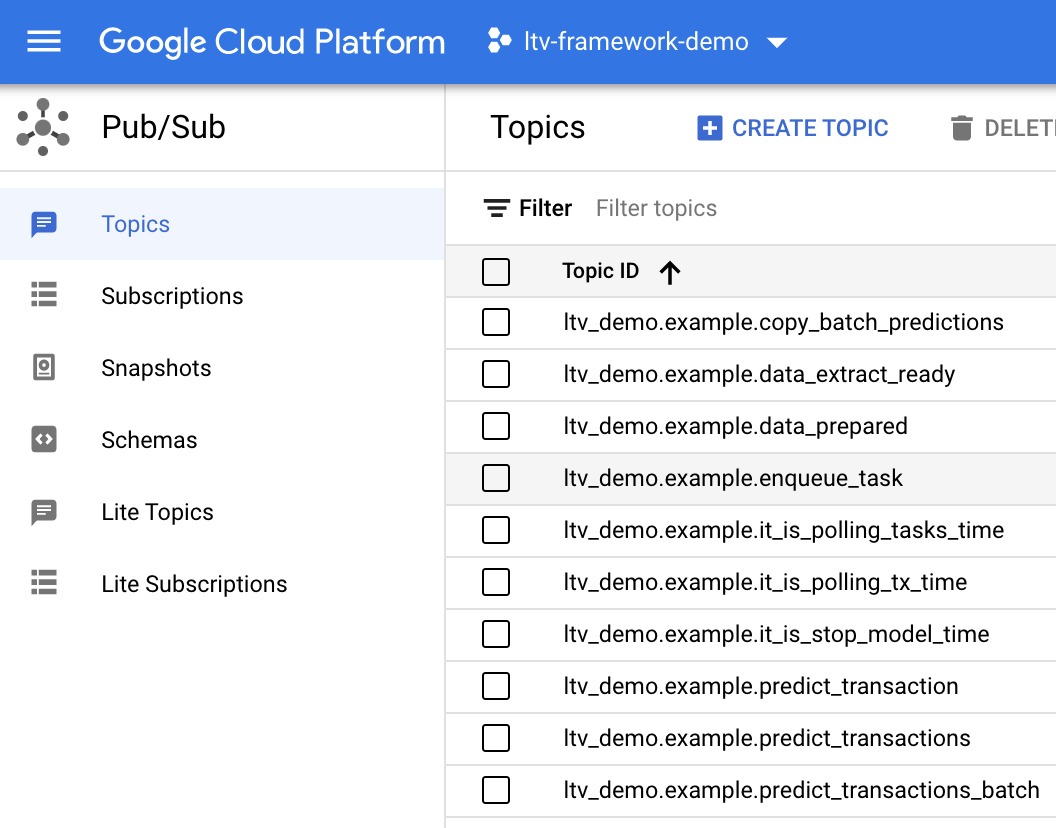 Google Cloud Platform ltv-framework-demo
Pub/Sub
Topics
Subscriptions
Snapshots
Schemas
Lite Topics
Lite Subscriptions
Topics CREATE TOPIC DELET
Filter Filter topics
Topic ID
ltv_demo.example.copy_batch_predictions
ltv_demo.example.data_extract_ready
ltv_demo.example.data_prepared
ltv_demo.example.enqueue_task
ltv_demo.example.it_is_polling_tasks_time
ltv_demo.example.it_is_polling_tx_time
ltv_demo.example.it_is_stop_model_time
ltv_demo.example.predict_transaction
ltv_demo.example.predict_transactions
ltv_demo.example.predict_transactions_batch